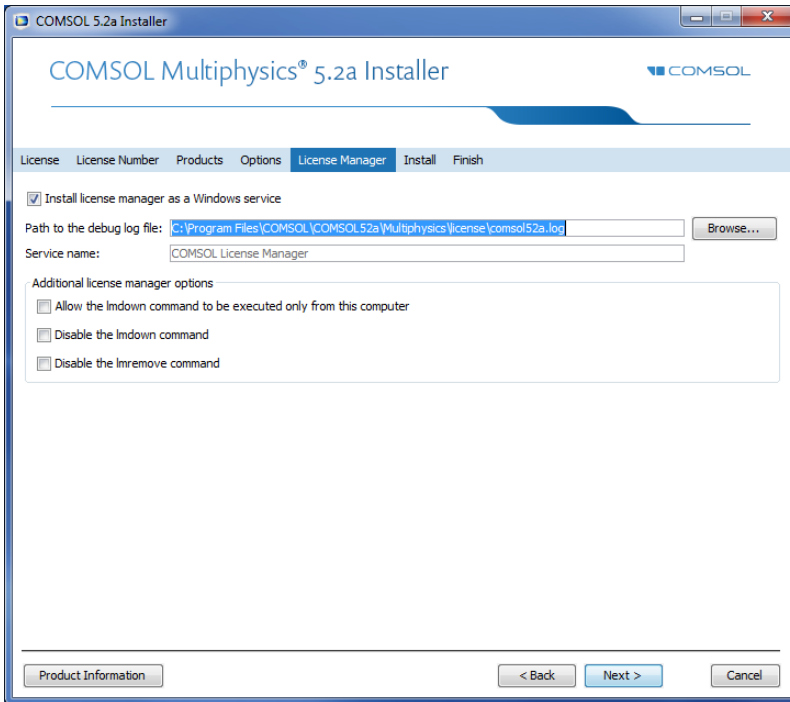 COMSOL 5.2a Installer
COMSOL Multiphysics® 5.2a Installer
COMSOL
License License Number Products Options License Manager Install Finish
Install license manager as a Windows service
Path to the debug log file: C:\Program Files\COMSOL\COMSOL52a\Multiphysics\license\comsol52a.log Browse...
Service name: COMSOL License Manager
Additional license manager options
Allow the lmdown command to be executed only from this computer
Disable the lmdown command
Disable the lmremove command
Product Information < Back Next > Cancel